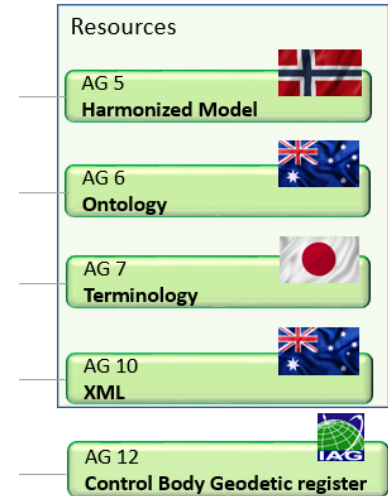 Resources
AG 5
Harmonized Model
AG 6
Ontology
AG 7
Terminology
AG 10
XML
IAG
AG 12
Control Body Geodetic register